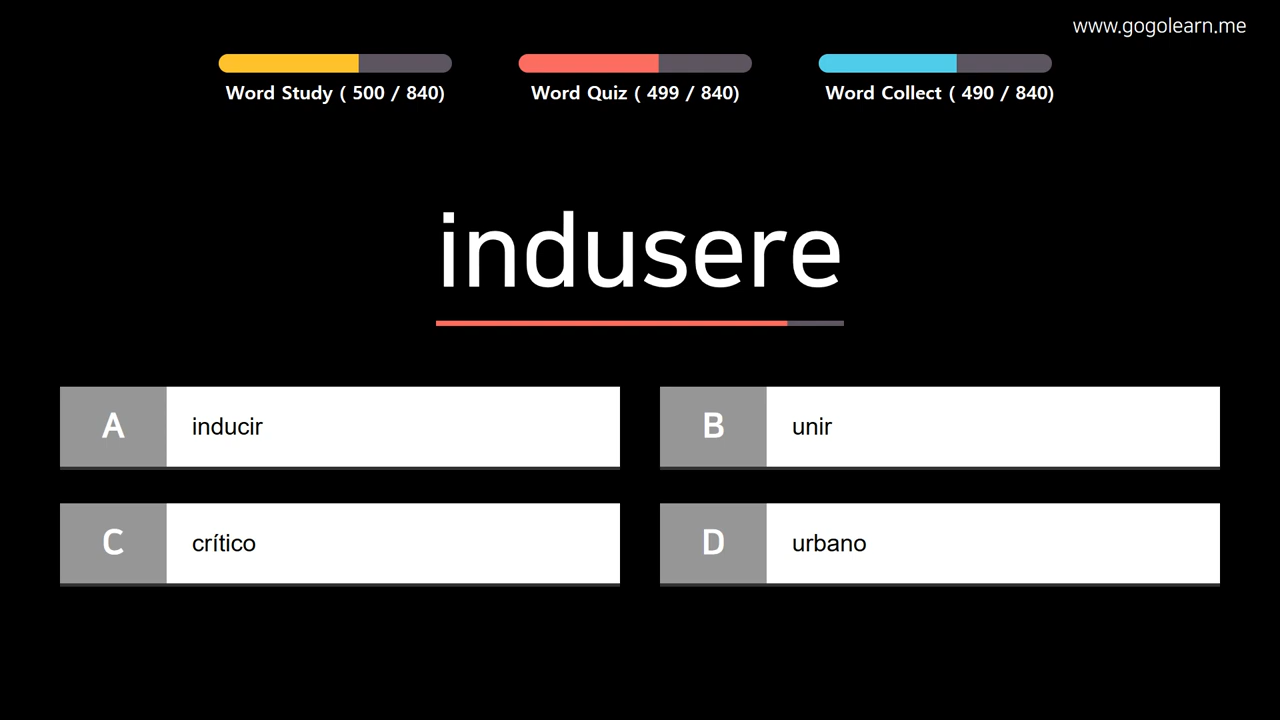 www.gogolearn.me
Word Study ( 500 / 840)
Word Quiz ( 499 / 840)
Word Collect ( 490 / 840)
indusere
A inducir
B unir
C crítico
D urbano